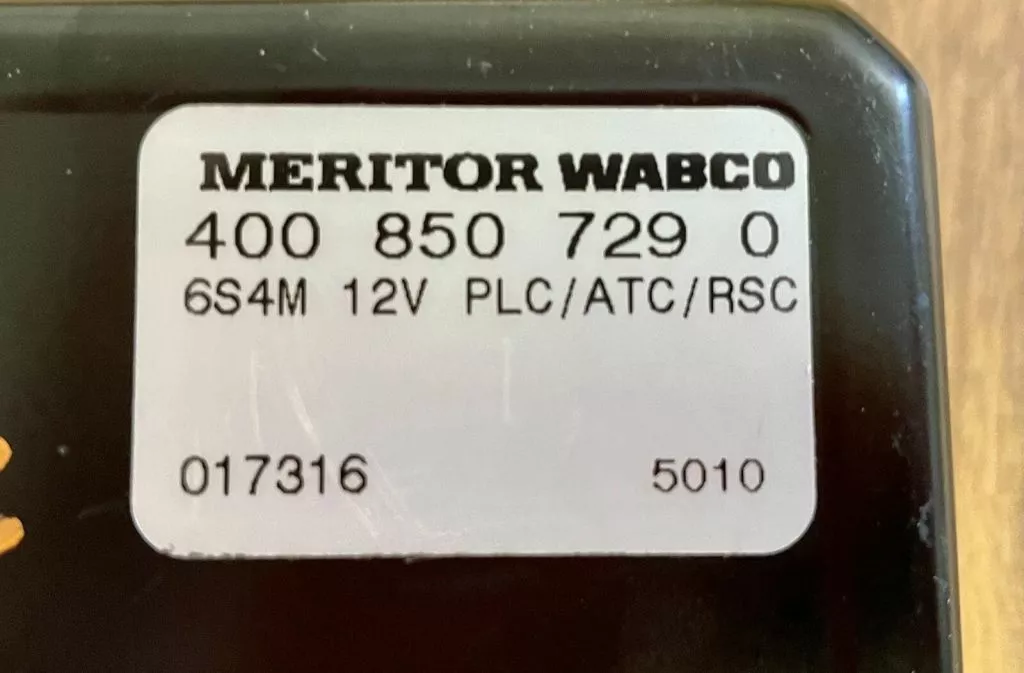 MERITOR WABCO
400 850 729 0
6S4M 12V PLC/ATC/RSC
017316 5010